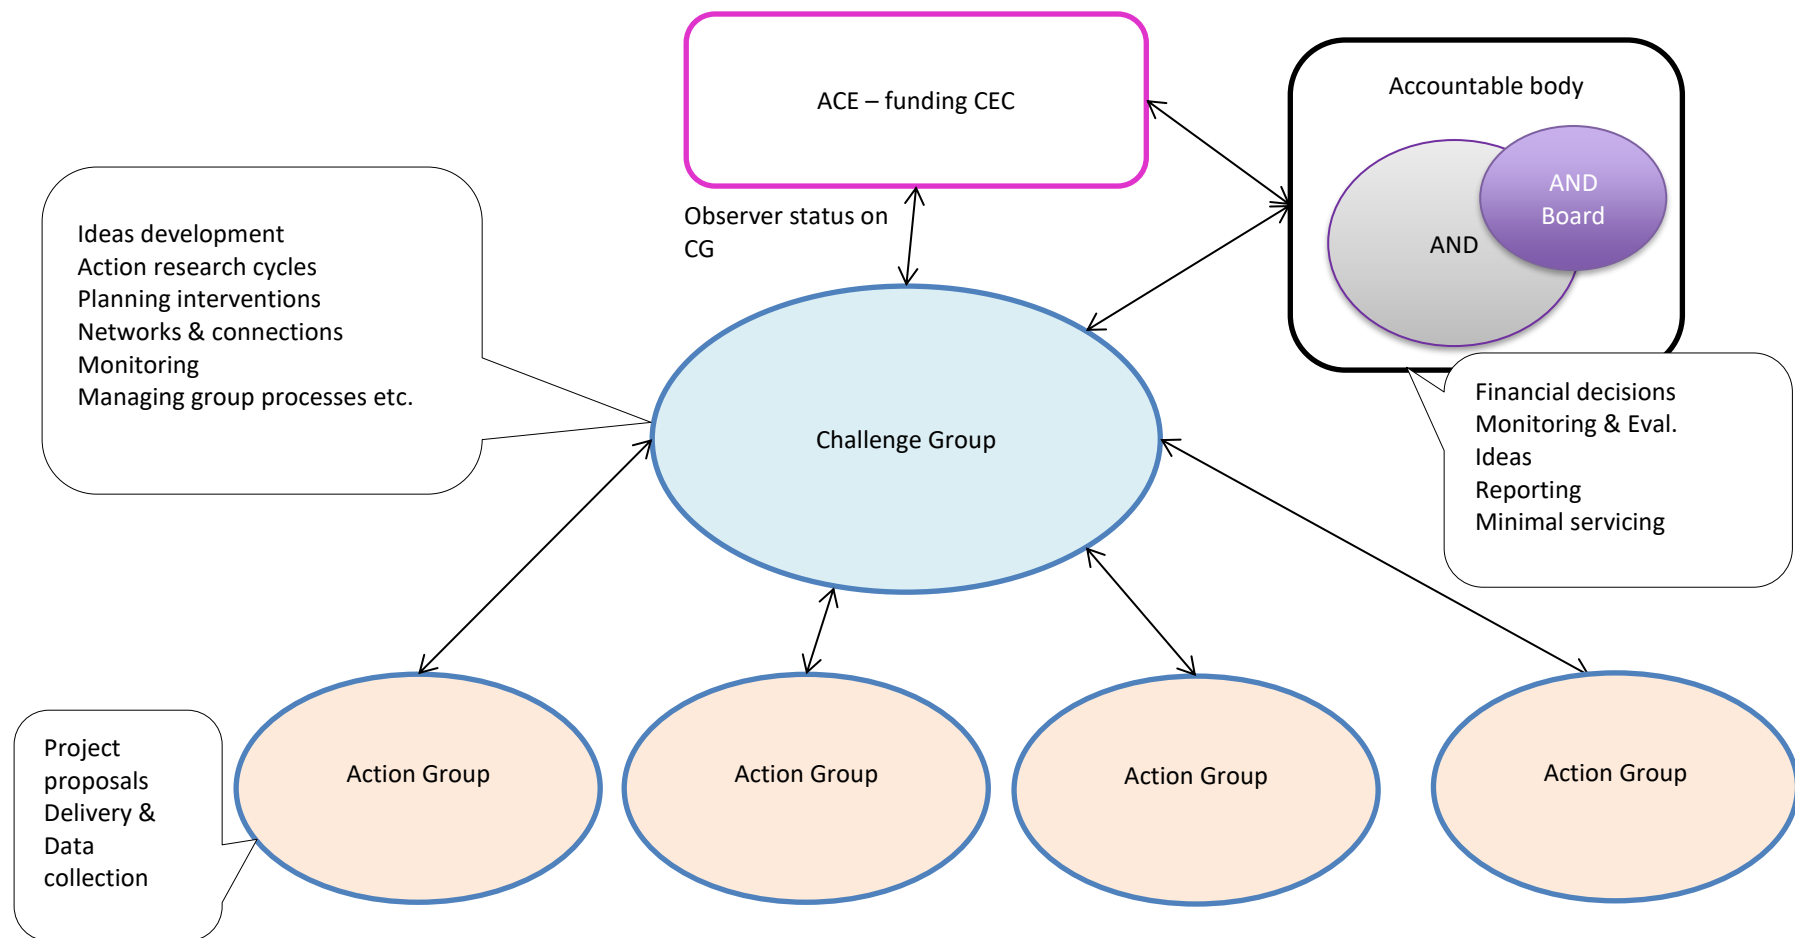 ACE – funding CEC
Accountable body
AND
Board
AND
Observer status on
CG
Ideas development
Action research cycles
Planning interventions
Networks & connections
Monitoring
Managing group processes etc.
Challenge Group
Financial decisions
Monitoring & Eval.
Ideas
Reporting
Minimal servicing
Project
proposals
Delivery &
Data
collection
Action Group
Action Group
Action Group
Action Group